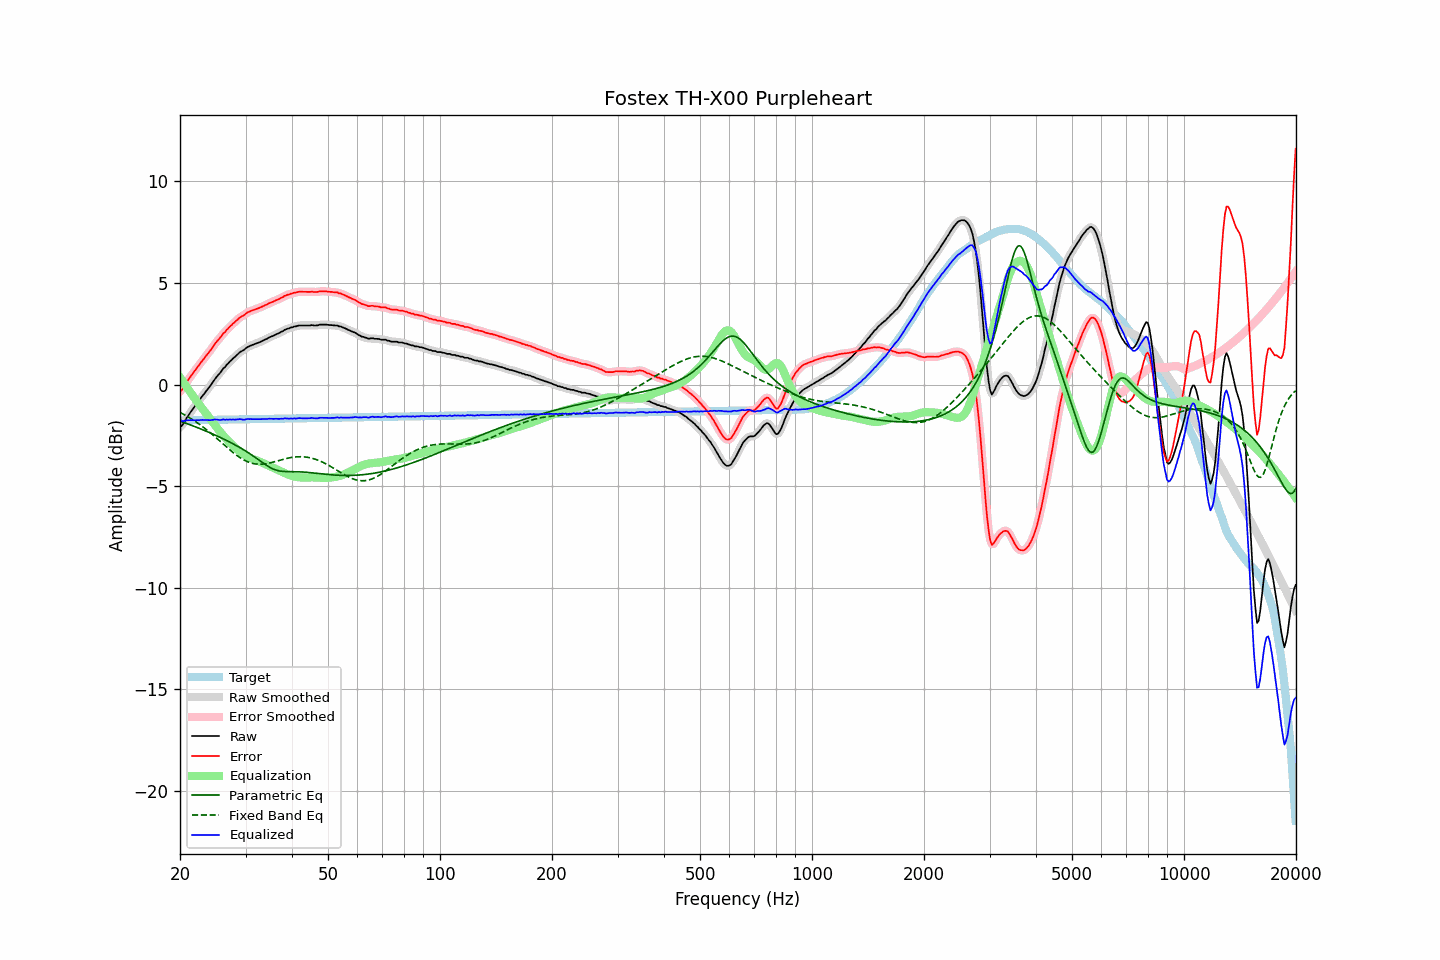 Fostex TH-X00 Purpleheart
Amplitude (dBr)
10
5
0
−5
−10
−15
−20
Target
Raw Smoothed
Error Smoothed
Raw
Error
Equalization
Parametric Eq
Fixed Band Eq
Equalized
20 50 100 200 500 1000 2000 5000 10000 20000
Frequency (Hz)